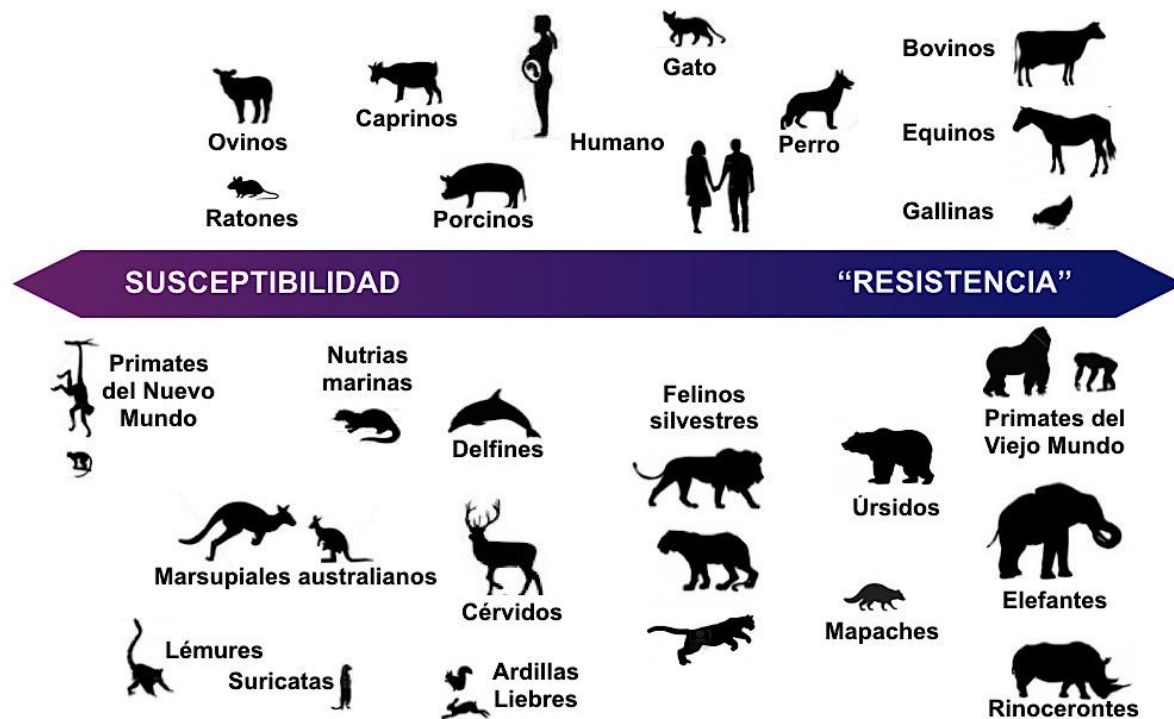 Gato
Bovinos
Caprinos
Ovinos
Humano
Perro
Equinos
Ratones
Porcinos
Gallinas
SUSCEPTIBILIDAD
“RESISTENCIA”
Primates
del Nuevo
Mundo
Nutrias
marinas
Delfines
Felinos
silvestres
Primates del
Viejo Mundo
Úrsidos
Marsupiales australianos
Cérvidos
Elefantes
Mapaches
Lémures
Suricatas
Ardillas
Liebres
Rinocerontes